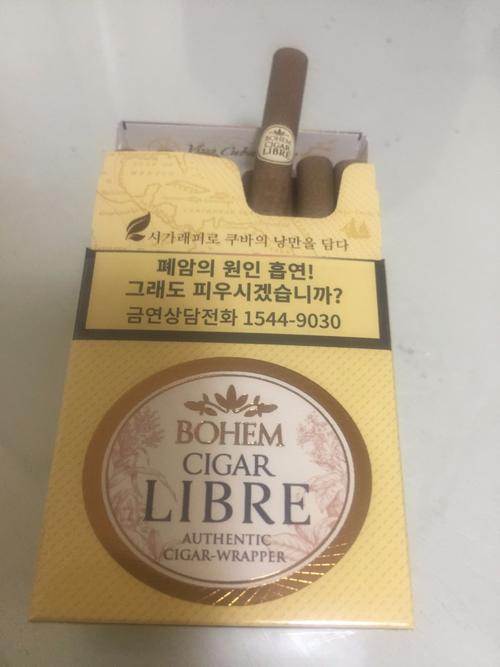 BOHEM
CIGAR
LIBRE
시가래퍼로 쿠바의 낭만을 담다
폐암의 원인 흡연!
그래도 피우시겠습니까?
금연상담전화 1544-9030
BOHEM
CIGAR
LIBRE
AUTHENTIC
CIGAR-WRAPPER